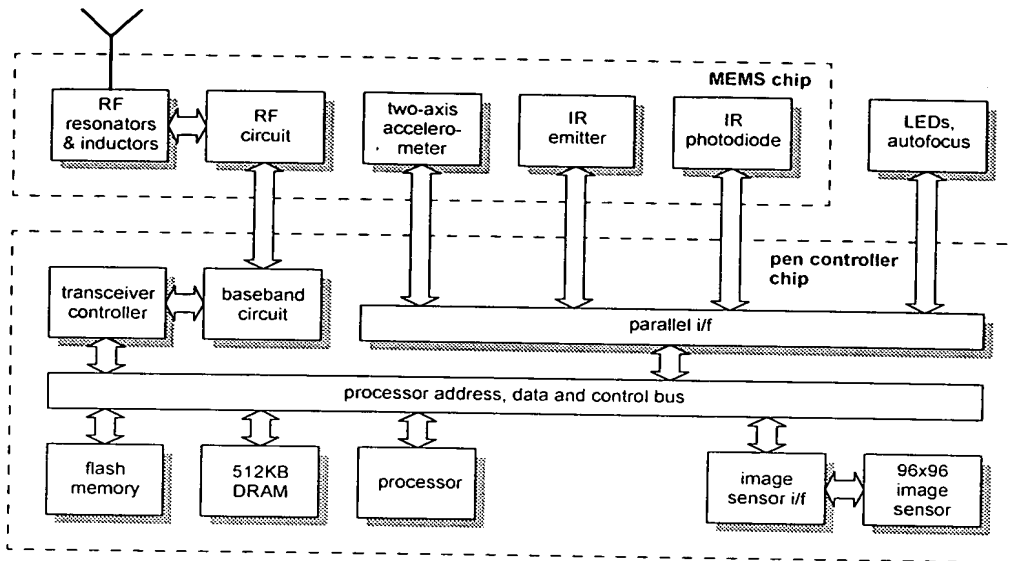 MEMS chip
RF
resonators
& inductors
RF
circuit
two-axis
accelero-
meter
IR
emitter
IR
photodiode
LEDs,
autofocus
pen controller
chip
transceiver
controller
baseband
circuit
parallel i/f
processor address, data and control bus
flash
memory
512KB
DRAM
processor
image
sensor i/f
96x96
image
sensor